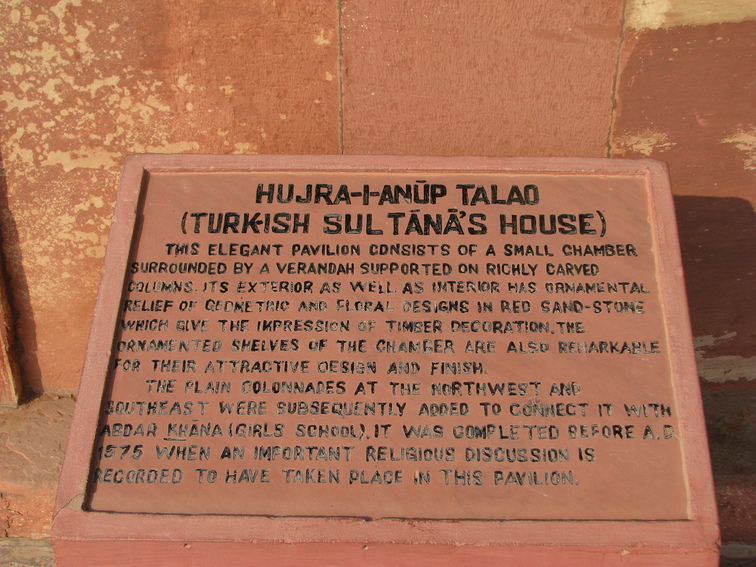 HUJRA-I-ANŪP TALAO
(TURKISH SULTĀNĀ'S HOUSE)
THIS ELEGANT PAVILION CONSISTS OF A SMALL CHAMBER
SURROUNDED BY A VERANDAH SUPPORTED ON RICHLY CARVED
COLUMNS. ITS EXTERIOR AS WELL AS INTERIOR HAS ORNAMENTAL
RELIEF OF GEOMETRIC AND FLORAL DESIGNS IN RED SAND-STONE
WHICH GIVE THE IMPRESSION OF TIMBER DECORATION. THE
ORNAMENTED SHELVES OF THE CHAMBER ARE ALSO REMARKABLE
FOR THEIR ATTRACTIVE DESIGN AND FINISH.
THE PLAIN COLONNADES AT THE NORTHWEST AND
SOUTHEAST WERE SUBSEQUENTLY ADDED TO CONNECT IT WITH
ABDAR KHANA (GIRLS SCHOOL). IT WAS COMPLETED BEFORE A.D
1575 WHEN AN IMPORTANT RELIGIOUS DISCUSSION IS
RECORDED TO HAVE TAKEN PLACE IN THIS PAVILION.